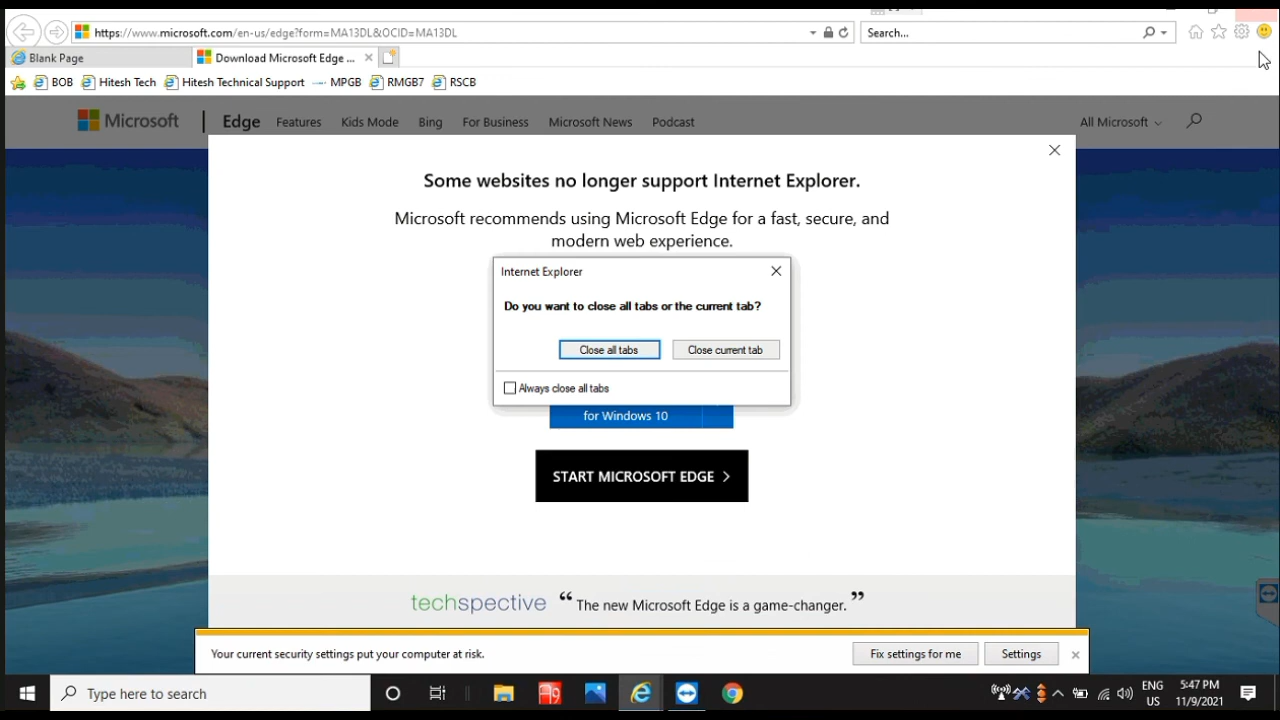 https://www.microsoft.com/en-us/edge?form=MA13DL&OCID=MA13DL
Search...
Blank Page
Download Microsoft Edge ...
BOB
Hitesh Tech
Hitesh Technical Support
MPGB
RMGB7
RSCB
Microsoft
Edge
Features
Kids Mode
Bing
For Business
Microsoft News
Podcast
All Microsoft
Some websites no longer support Internet Explorer.
Microsoft recommends using Microsoft Edge for a fast, secure, and
modern web experience.
Internet Explorer
Do you want to close all tabs or the current tab?
Close all tabs
Close current tab
Always close all tabs
for Windows 10
START MICROSOFT EDGE >
techspective
“ The new Microsoft Edge is a game-changer. ”
Your current security settings put your computer at risk.
Fix settings for me
Settings
Type here to search
ENG
US
5:47 PM
11/9/2021